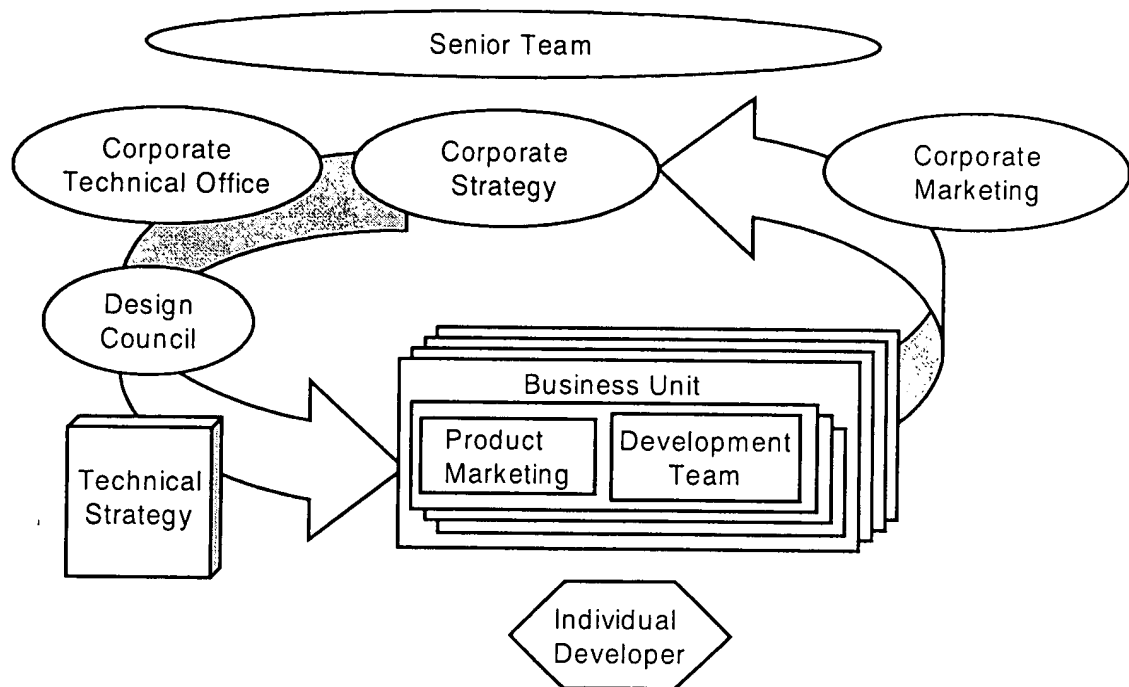 Senior Team
Corporate
Technical Office
Corporate
Strategy
Corporate
Marketing
Design
Council
Business Unit
Product
Marketing
Development
Team
Technical
Strategy
Individual
Developer